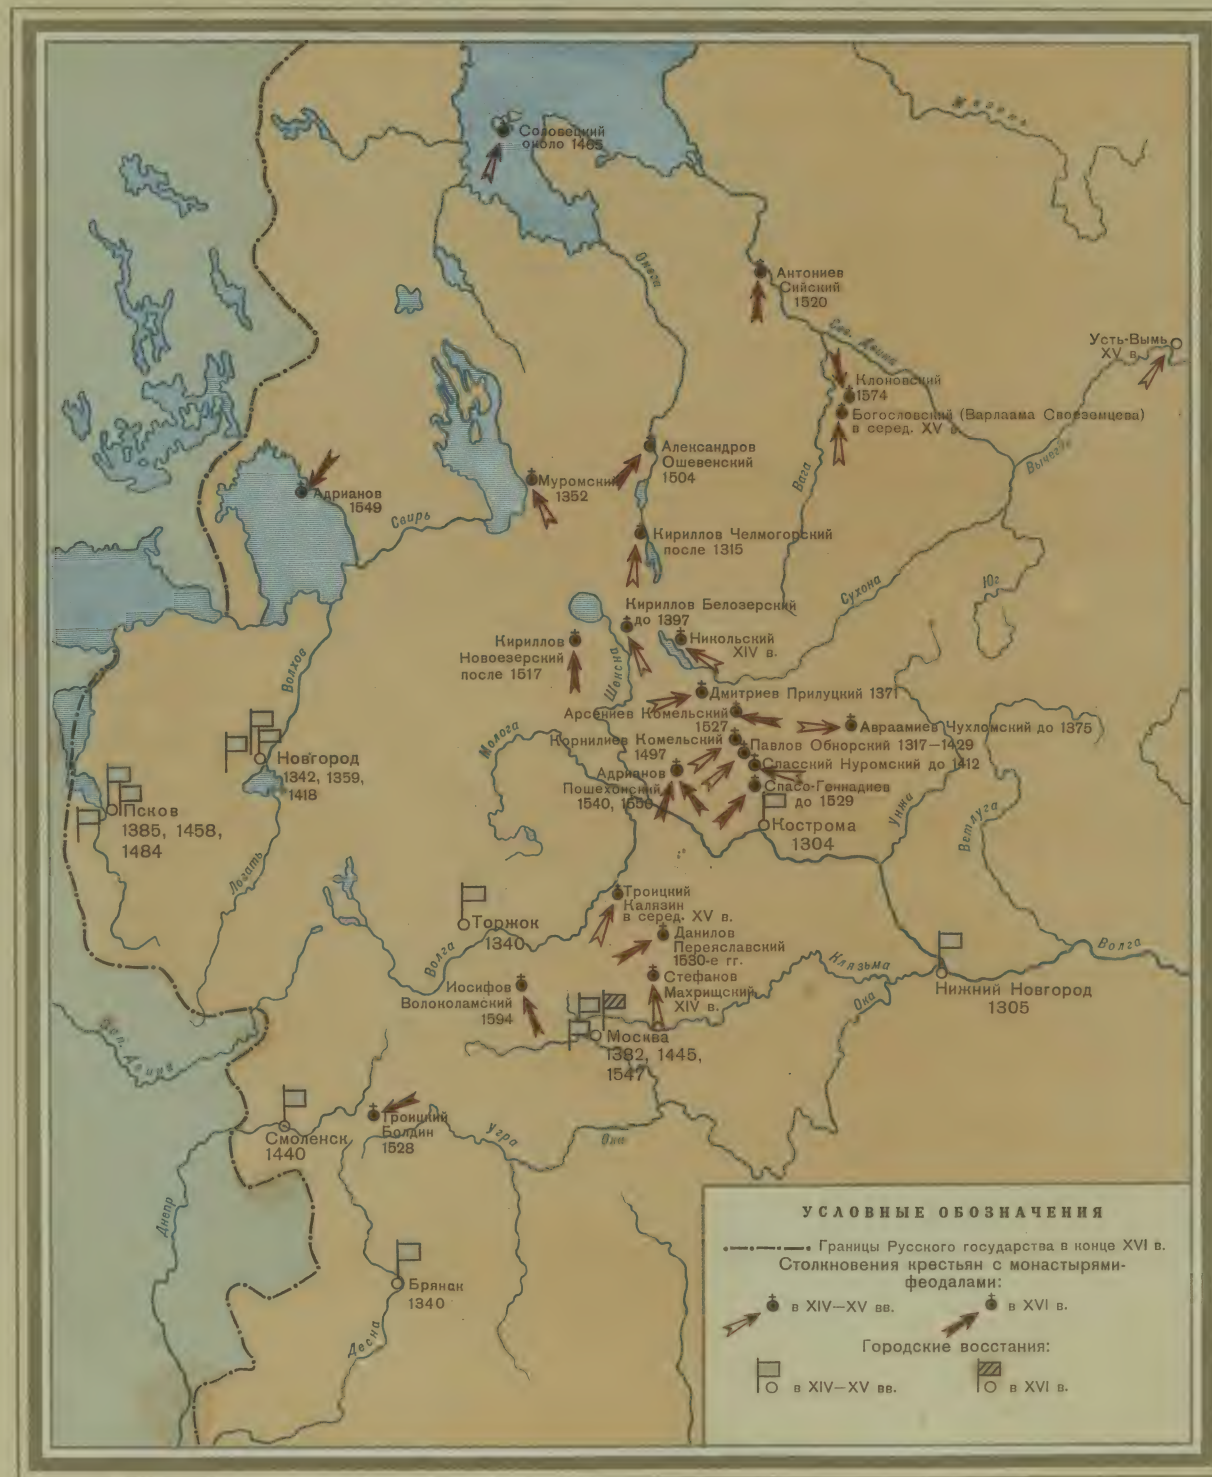 Мезень
Соловецкий
около 1465
Онега
Антониев
Сийский
1520
Сев. Двина
Усть-Вымь
XV в.
Клоновский
1574
Богословский (Варлаама Своеземцева)
в серед. XV в.
Вычегда
Вага
Александров
Ошевенский
1504
Муромский
1352
Адрианов
1549
Свирь
Кириллов Челмогорский
после 1315
Сухона
Юг
Кириллов Белозерский
до 1397
Никольский
XIV в.
Кириллов
Новоезерский
после 1517
Шексна
Волхов
Дмитриев Прилуцкий 1371
Арсениев Комельский
1527
Авраамиев Чухломский до 1375
Молога
Корнилиев Комельский
1497
Павлов Обнорский 1317—1429
Спасский Нуромский до 1412
Адрианов
Пошехонский
1540, 1550
Спасо-Геннадиев
до 1529
Новгород
1342, 1359,
1418
Псков
1385, 1458,
1484
Кострома
1304
Унжа
Ветлуга
Ловать
Троицкий
Калязин
в серед. XV в.
Торжок
1340
Волга
Данилов
Переяславский
1530-е гг.
Клязьма
Волга
Стефанов
Махрищский
XIV в.
Иосифов
Волоколамский
1594
Ока
Нижний Новгород
1305
Москва
1382, 1445,
1547
Зап. Двина
Троицкий
Болдин
1528
Смоленск
1440
Угра
Ока
Днепр
Брянск
1340
Десна
УСЛОВНЫЕ ОБОЗНАЧЕНИЯ
Границы Русского государства в конце XVI в.
Столкновения крестьян с монастырями-
феодалами:
в XIV—XV вв.
в XVI в.
Городские восстания:
в XIV—XV вв.
в XVI в.